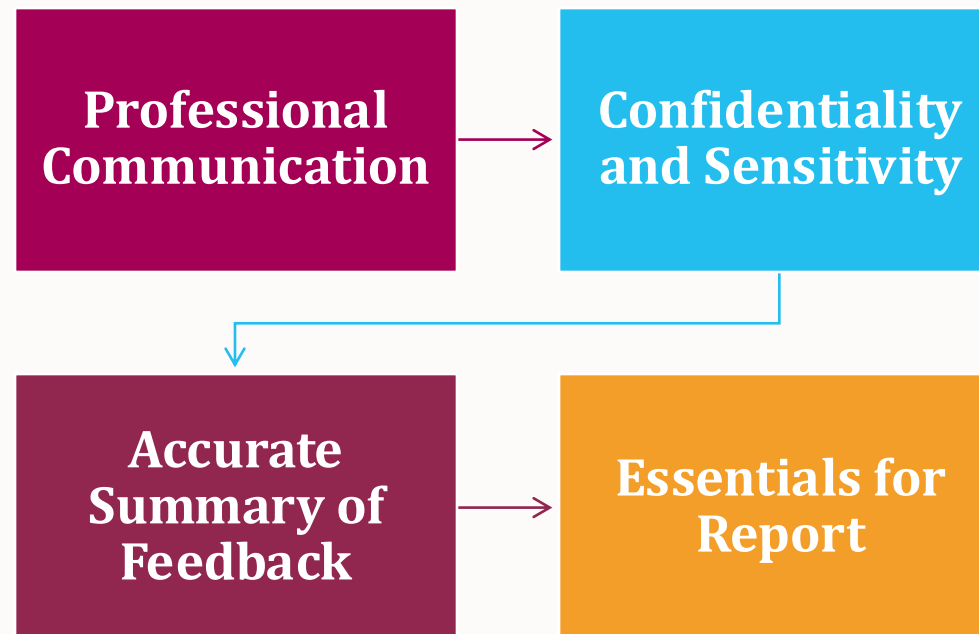 Professional
Communication
Confidentiality
and Sensitivity
Accurate
Summary of
Feedback
Essentials for
Report